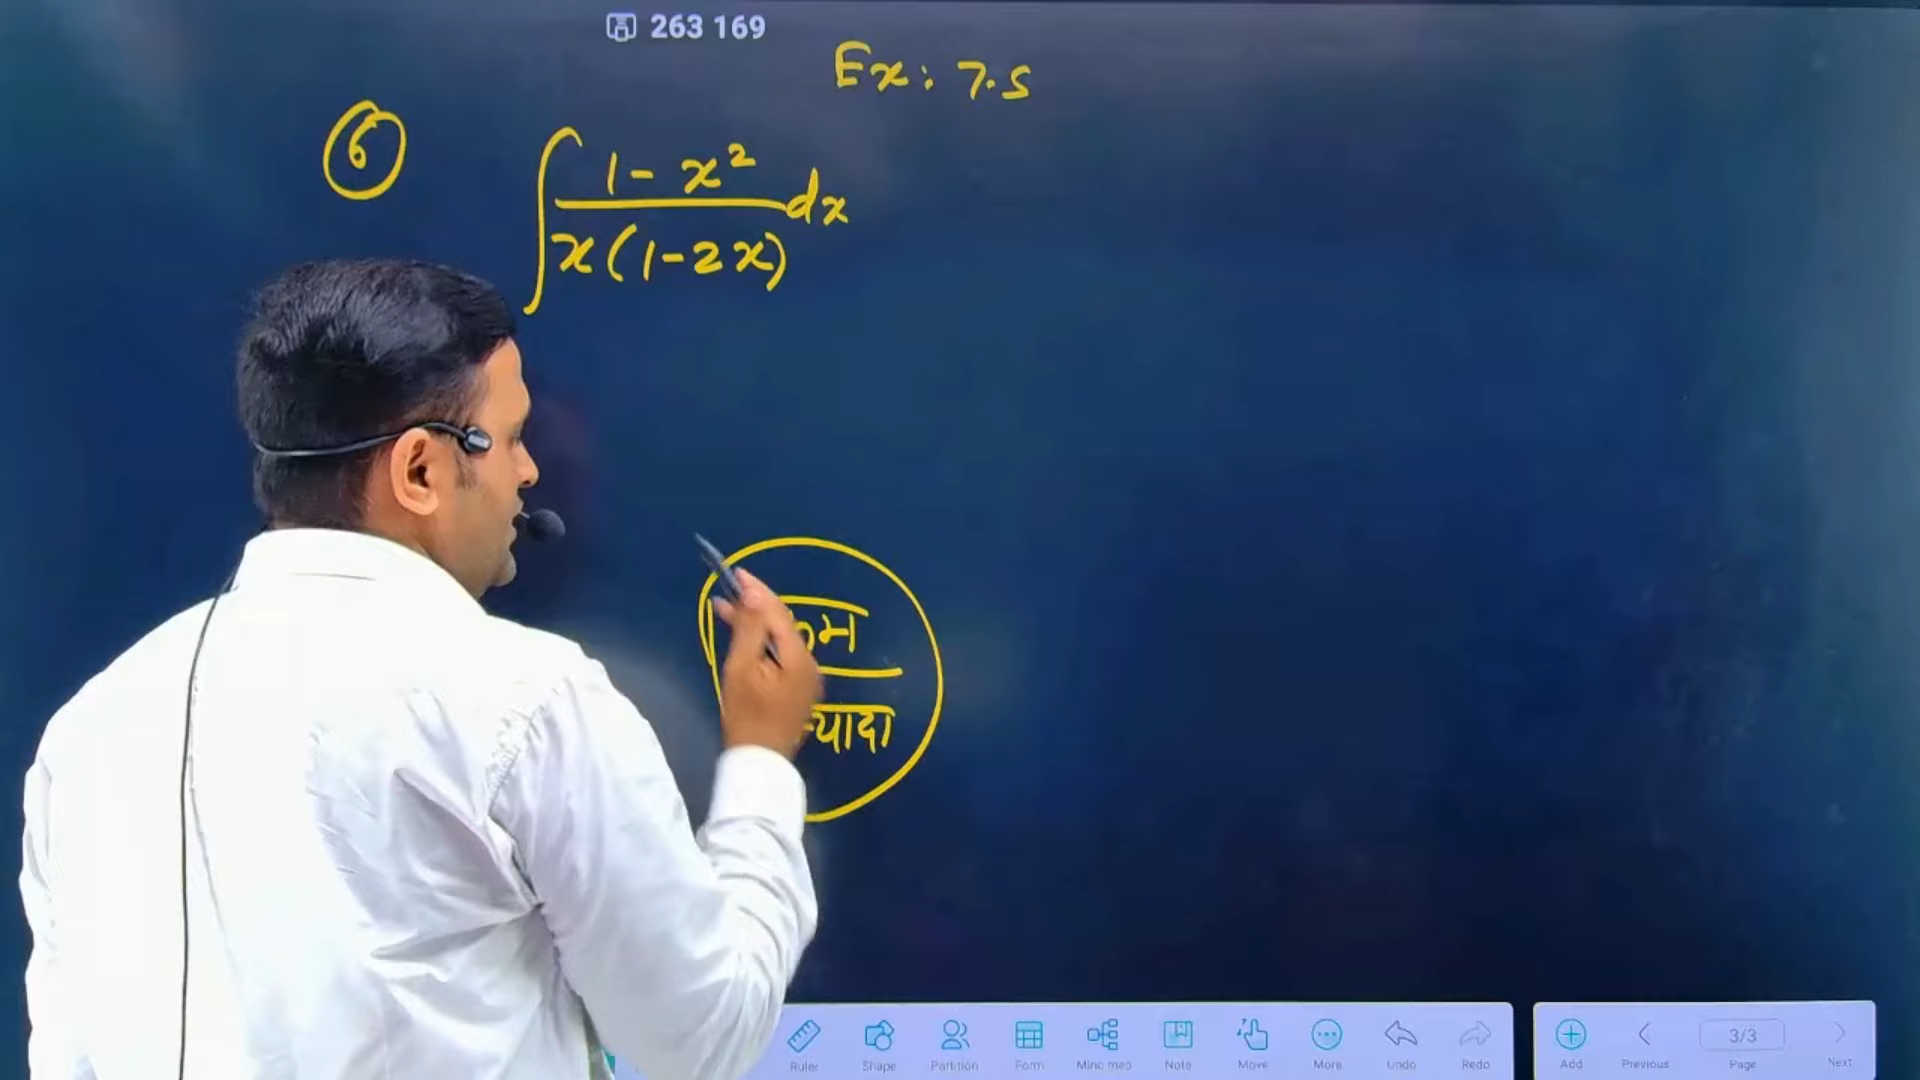 263 169
Ex: 7.5
6
∫ 1 - x² / x(1-2x) dx
Ruler Shape Partition Form Mind map Note Move More Undo Redo Add Previous 3/3 Page Next